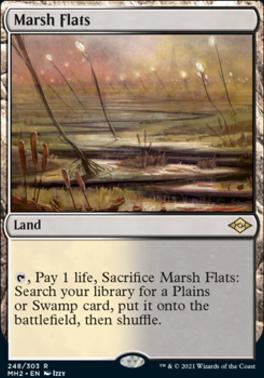 Marsh Flats
Land
, Pay 1 life, Sacrifice Marsh Flats:
Search your library for a Plains
or Swamp card, put it onto the
battlefield, then shuffle.
248/303 R
MH2 • EN Izzy
™ & © 2021 Wizards of the Coast